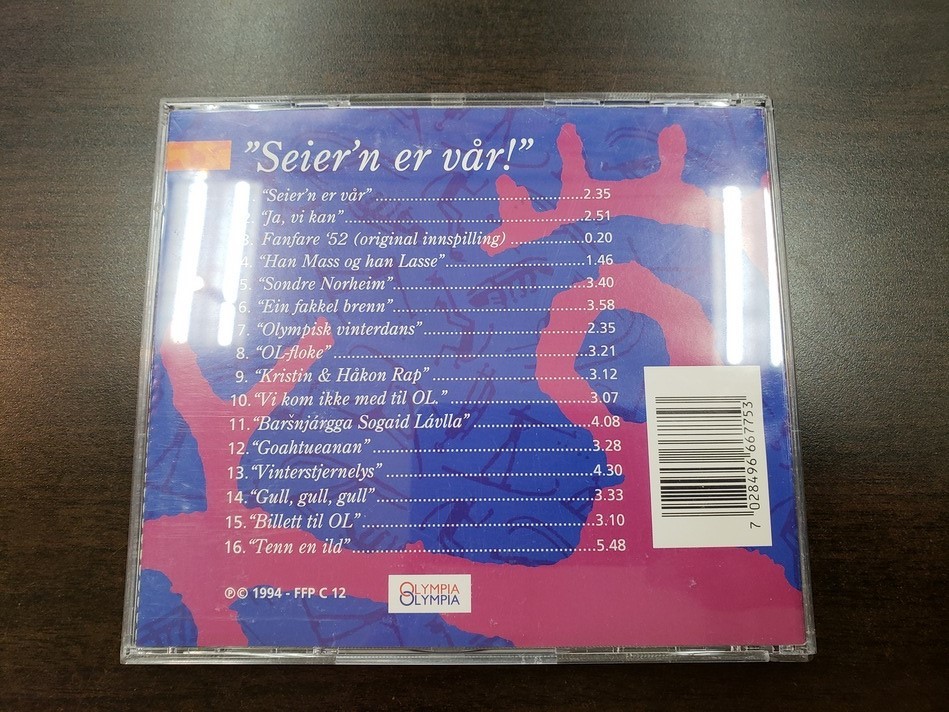 "Seier'n er vår!"
1. “Seier'n er vår” ........ 2.35
2. “Ja, vi kan” ........ 2.51
3. Fanfare ‘52 (original innspilling) ........ 0.20
4. “Han Mass og han Lasse” ........ 1.46
5. “Sondre Norheim” ........ 3.40
6. “Ein fakkel brenn” ........ 3.58
7. “Olympisk vinterdans” ........ 2.35
8. “OL-floke” ........ 3.21
9. “Kristin & Håkon Rap” ........ 3.12
10. “Vi kom ikke med til OL.” ........ 3.07
11. “Baršnjárgga Sogaid Lávlla” ........ 4.08
12. “Goahtueanan” ........ 3.28
13. “Vinterstjernelys” ........ 4.30
14. “Gull, gull, gull” ........ 3.33
15. “Billett til OL” ........ 3.10
16. “Tenn en ild” ........ 5.48
℗© 1994 - FFP C 12
OLYMPIA
OLYMPIA
7 028496 667753